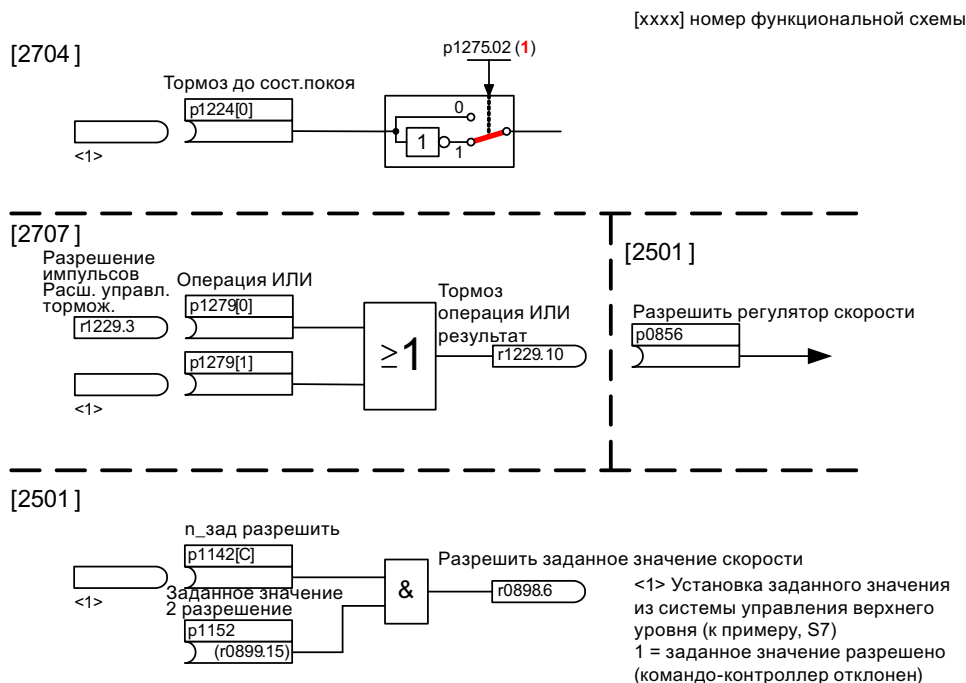 [xxxx] номер функциональной схемы
[2704 ]
p1275.02 (1)
Тормоз до сост.покоя
p1224[0]
<1>
0
1
1
[2707 ]
Разрешение
импульсов
Расш. управл.
тормож.
r1229.3
Операция ИЛИ
p1279[0]
p1279[1]
<1>
≥1
Тормоз
операция ИЛИ
результат
r1229.10
[2501 ]
Разрешить регулятор скорости
p0856
[2501 ]
n_зад разрешить
p1142[C]
<1>
Заданное значение
2 разрешение
p1152
(r0899.15)
&
Разрешить заданное значение скорости
r0898.6
<1> Установка заданного значения
из системы управления верхнего
уровня (к примеру, S7)
1 = заданное значение разрешено
(командо-контроллер отклонен)